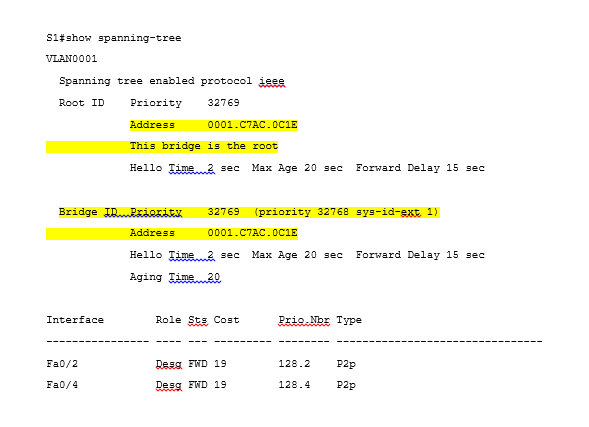 S1#show spanning-tree
VLAN0001
Spanning tree enabled protocol ieee
Root ID Priority 32769
Address 0001.C7AC.0C1E
This bridge is the root
Hello Time 2 sec Max Age 20 sec Forward Delay 15 sec
Bridge ID Priority 32769 (priority 32768 sys-id-ext 1)
Address 0001.C7AC.0C1E
Hello Time 2 sec Max Age 20 sec Forward Delay 15 sec
Aging Time 20
Interface Role Sts Cost Prio.Nbr Type
---------------- ---- --- --------- -------- --------------------------------
Fa0/2 Desg FWD 19 128.2 P2p
Fa0/4 Desg FWD 19 128.4 P2p